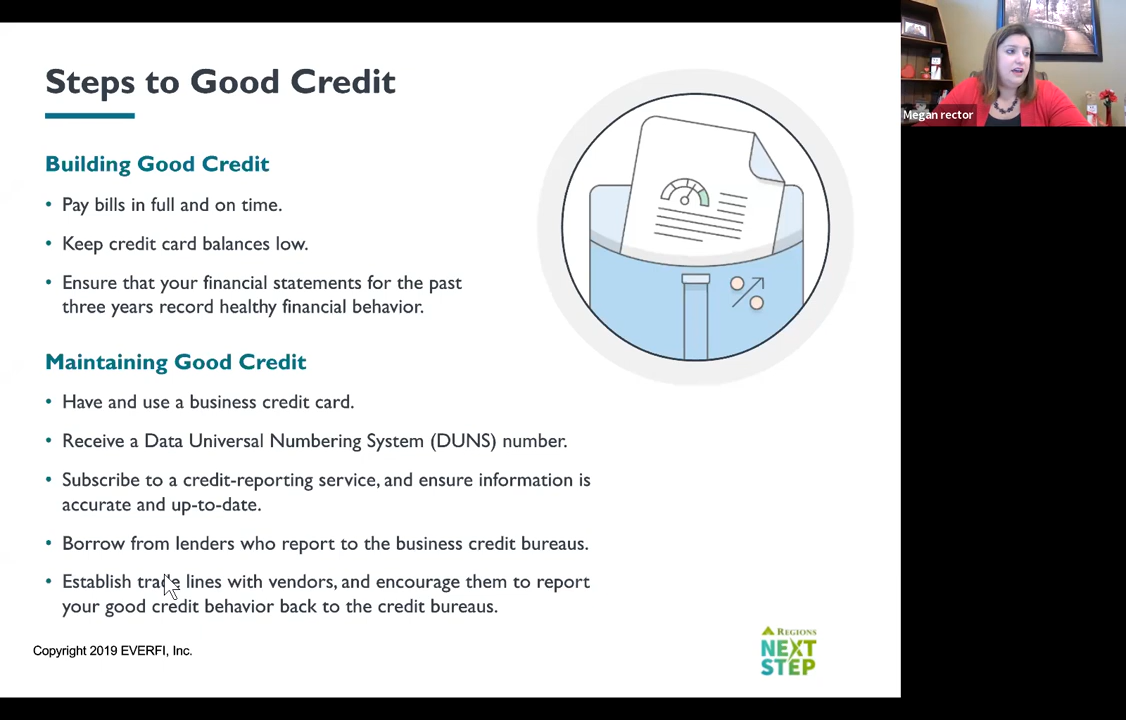 Steps to Good Credit
Building Good Credit
• Pay bills in full and on time.
• Keep credit card balances low.
• Ensure that your financial statements for the past
three years record healthy financial behavior.
Maintaining Good Credit
• Have and use a business credit card.
• Receive a Data Universal Numbering System (DUNS) number.
• Subscribe to a credit-reporting service, and ensure information is
accurate and up-to-date.
• Borrow from lenders who report to the business credit bureaus.
• Establish trade lines with vendors, and encourage them to report
your good credit behavior back to the credit bureaus.
Copyright 2019 EVERFI, Inc.
REGIONS
NEXT
STEP
Megan rector